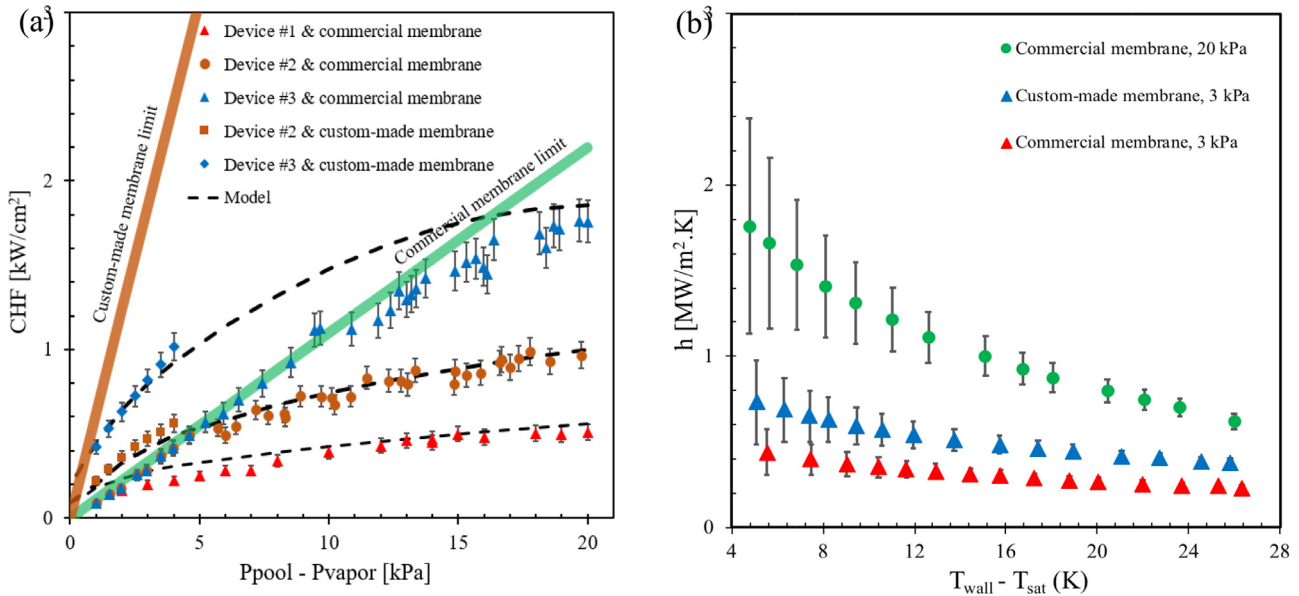 (a)
3
2
1
0
CHF [kW/cm²]
Device #1 & commercial membrane
Device #2 & commercial membrane
Device #3 & commercial membrane
Device #2 & custom-made membrane
Device #3 & custom-made membrane
Model
Custom-made membrane limit
Commercial membrane limit
0 5 10 15 20
Ppool - Pvapor [kPa]
(b)
3
2
1
0
h [MW/m².K]
Commercial membrane, 20 kPa
Custom-made membrane, 3 kPa
Commercial membrane, 3 kPa
4 8 12 16 20 24 28
T_wall - T_sat (K)